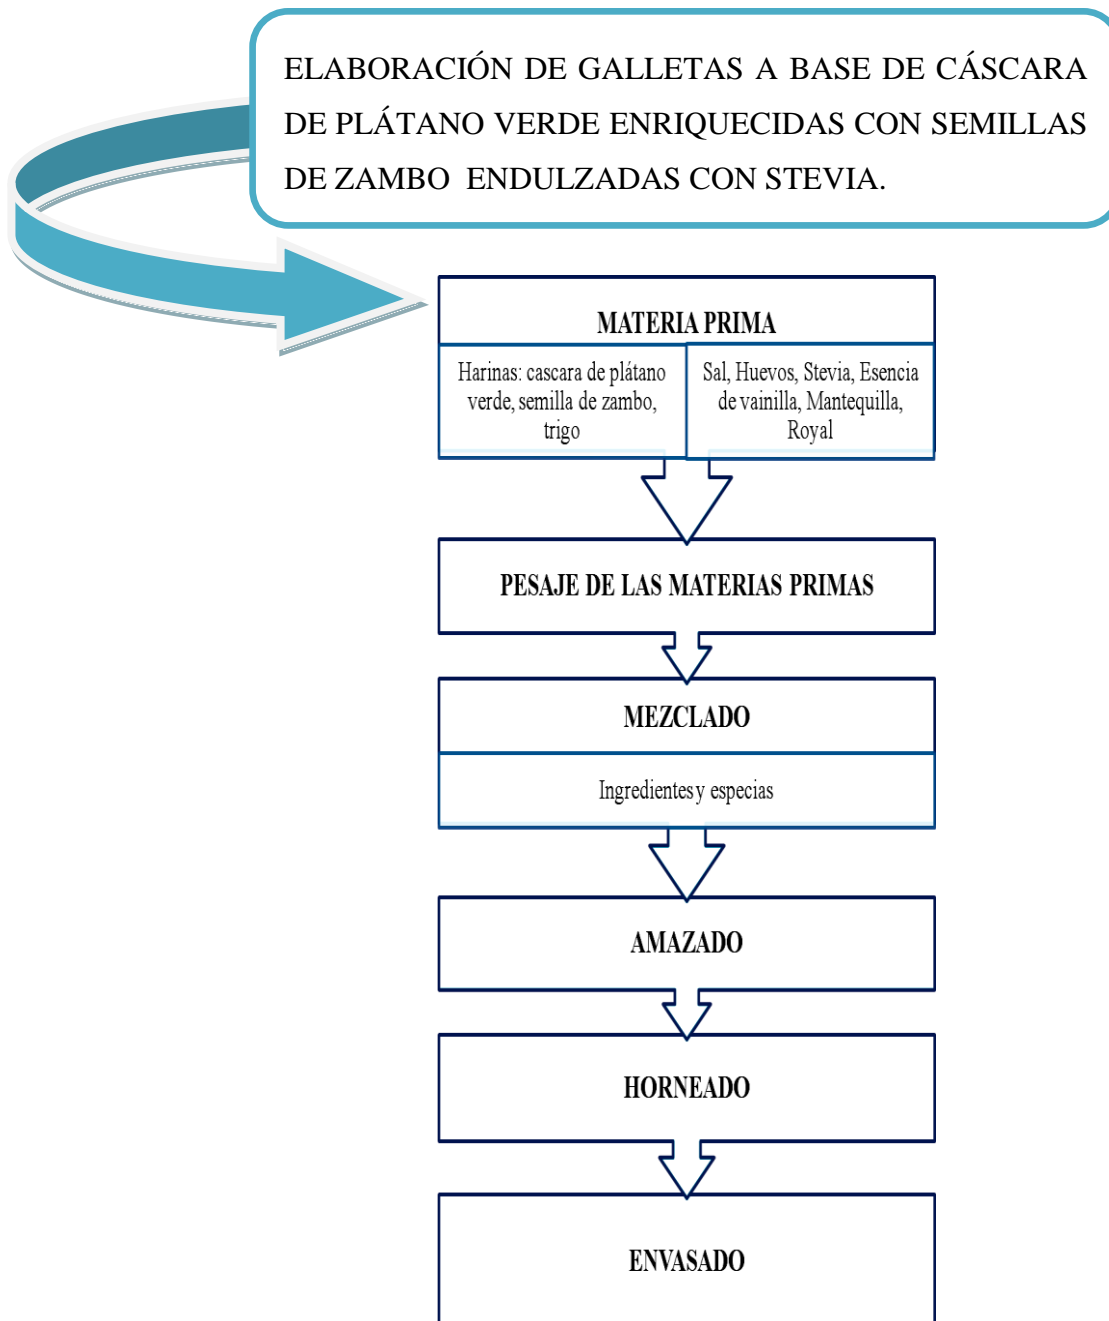 ELABORACIÓN DE GALLETAS A BASE DE CÁSCARA
DE PLÁTANO VERDE ENRIQUECIDAS CON SEMILLAS
DE ZAMBO ENDULZADAS CON STEVIA.
MATERIA PRIMA
Harinas: cascara de plátano
verde, semilla de zambo,
trigo
Sal, Huevos, Stevia, Esencia
de vainilla, Mantequilla,
Royal
PESAJE DE LAS MATERIAS PRIMAS
MEZCLADO
Ingredientes y especias
AMAZADO
HORNEADO
ENVASADO